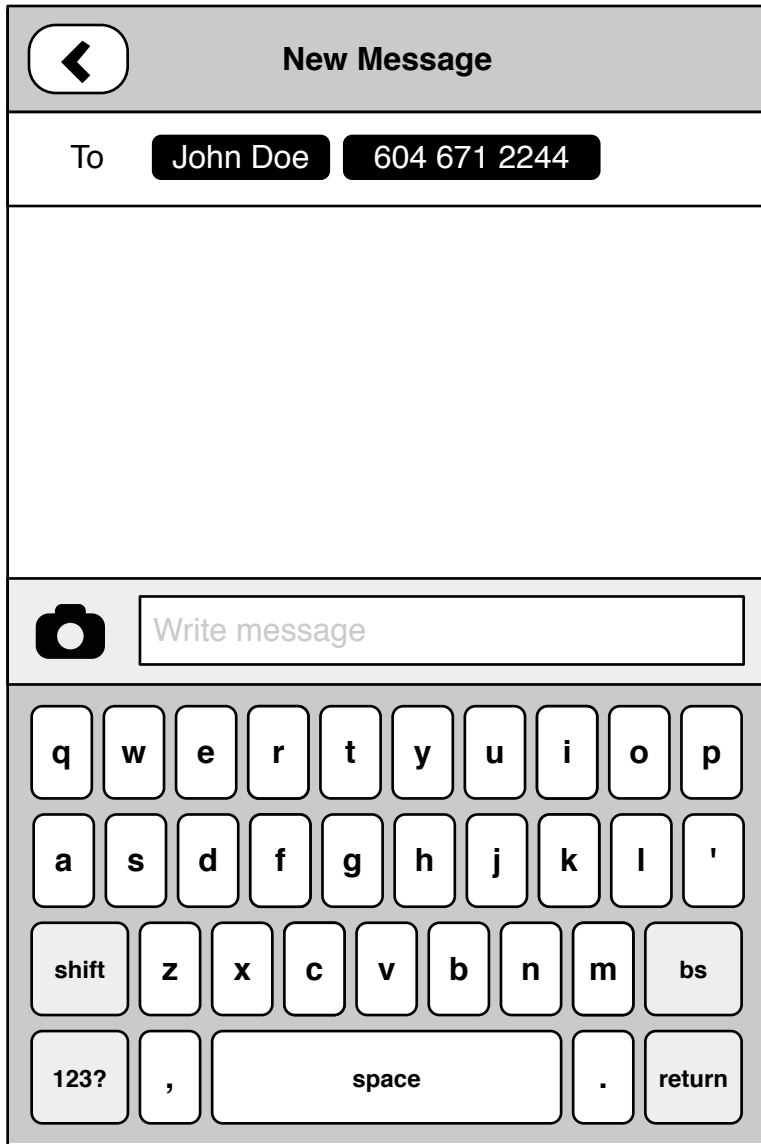 New Message
To John Doe 604 671 2244
Write message
q w e r t y u i o p
a s d f g h j k l '
shift z x c v b n m bs
123? , space . return